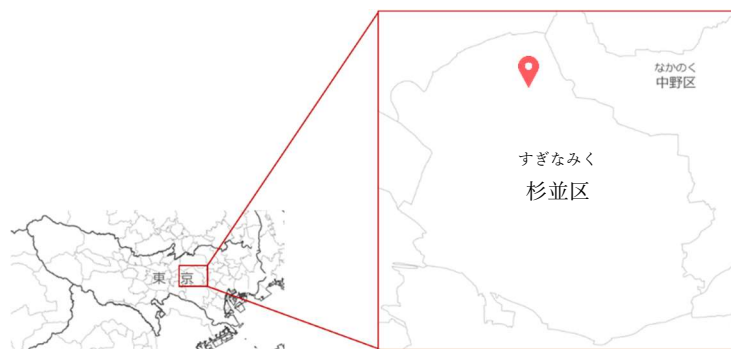 なかのく
中野区
すぎなみく
杉並区
東京